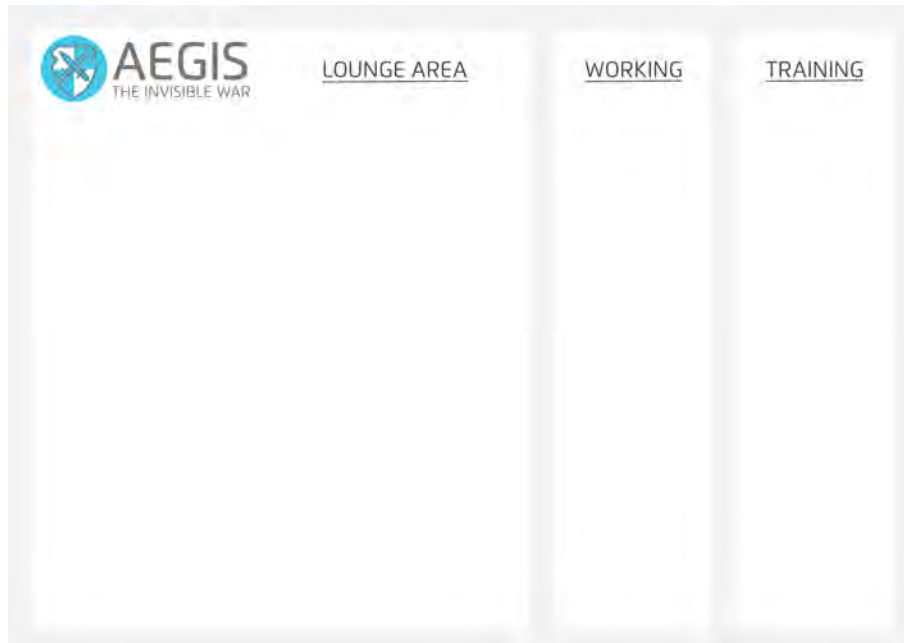 AEGIS
THE INVISIBLE WAR
LOUNGE AREA
WORKING
TRAINING